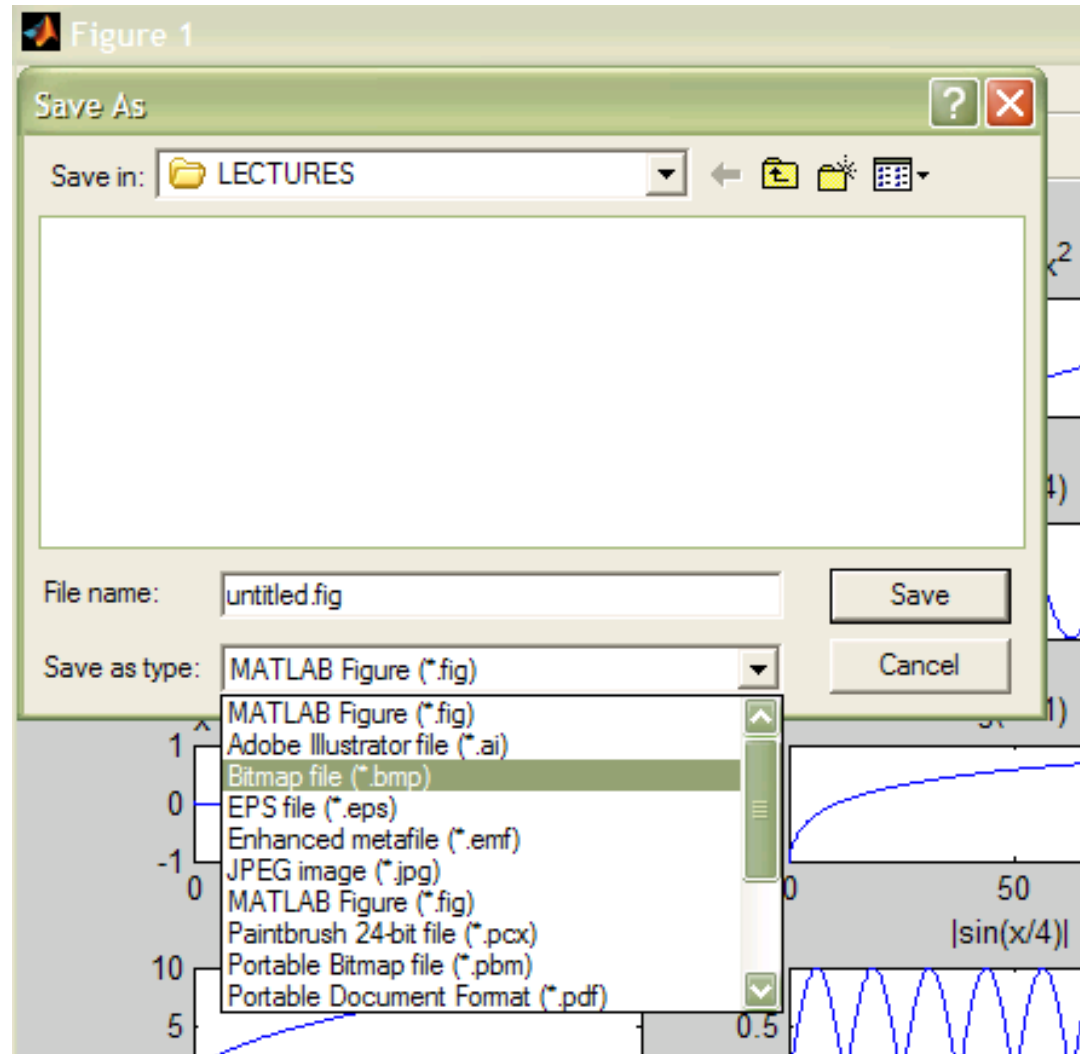 Figure 1
Save As
Save in: LECTURES
x²
4)
File name: untitled.fig Save
Save as type: MATLAB Figure (*.fig) Cancel
MATLAB Figure (*.fig)
Adobe Illustrator file (*.ai)
Bitmap file (*.bmp)
EPS file (*.eps)
Enhanced metafile (*.emf)
JPEG image (*.jpg)
MATLAB Figure (*.fig)
Paintbrush 24-bit file (*.pcx)
Portable Bitmap file (*.pbm)
Portable Document Format (*.pdf)
1)
1
0
-1
0
0 50
|sin(x/4)|
10
5
0.5